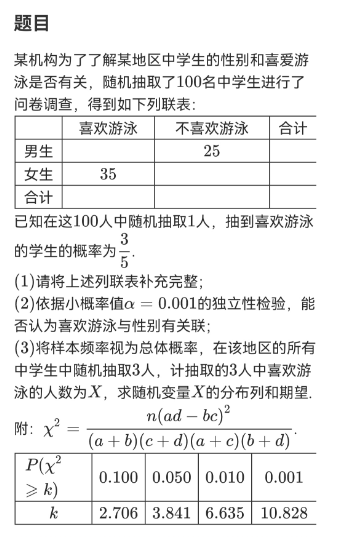 题目
某机构为了了解某地区中学生的性别和喜爱游
泳是否有关，随机抽取了100名中学生进行了
问卷调查，得到如下列联表：
喜欢游泳 不喜欢游泳 合计
男生 25
女生 35
合计
已知在这100人中随机抽取1人，抽到喜欢游泳
的学生的概率为3/5.
(1)请将上述列联表补充完整；
(2)依据小概率值α = 0.001的独立性检验，能
否认为喜欢游泳与性别有关联；
(3)将样本频率视为总体概率，在该地区的所有
中学生中随机抽取3人，计抽取的3人中喜欢游
泳的人数为X，求随机变量X的分布列和期望.
附：χ² = n(ad − bc)² / (a + b)(c + d)(a + c)(b + d).
P(χ² ⩾ k) 0.100 0.050 0.010 0.001
k 2.706 3.841 6.635 10.828